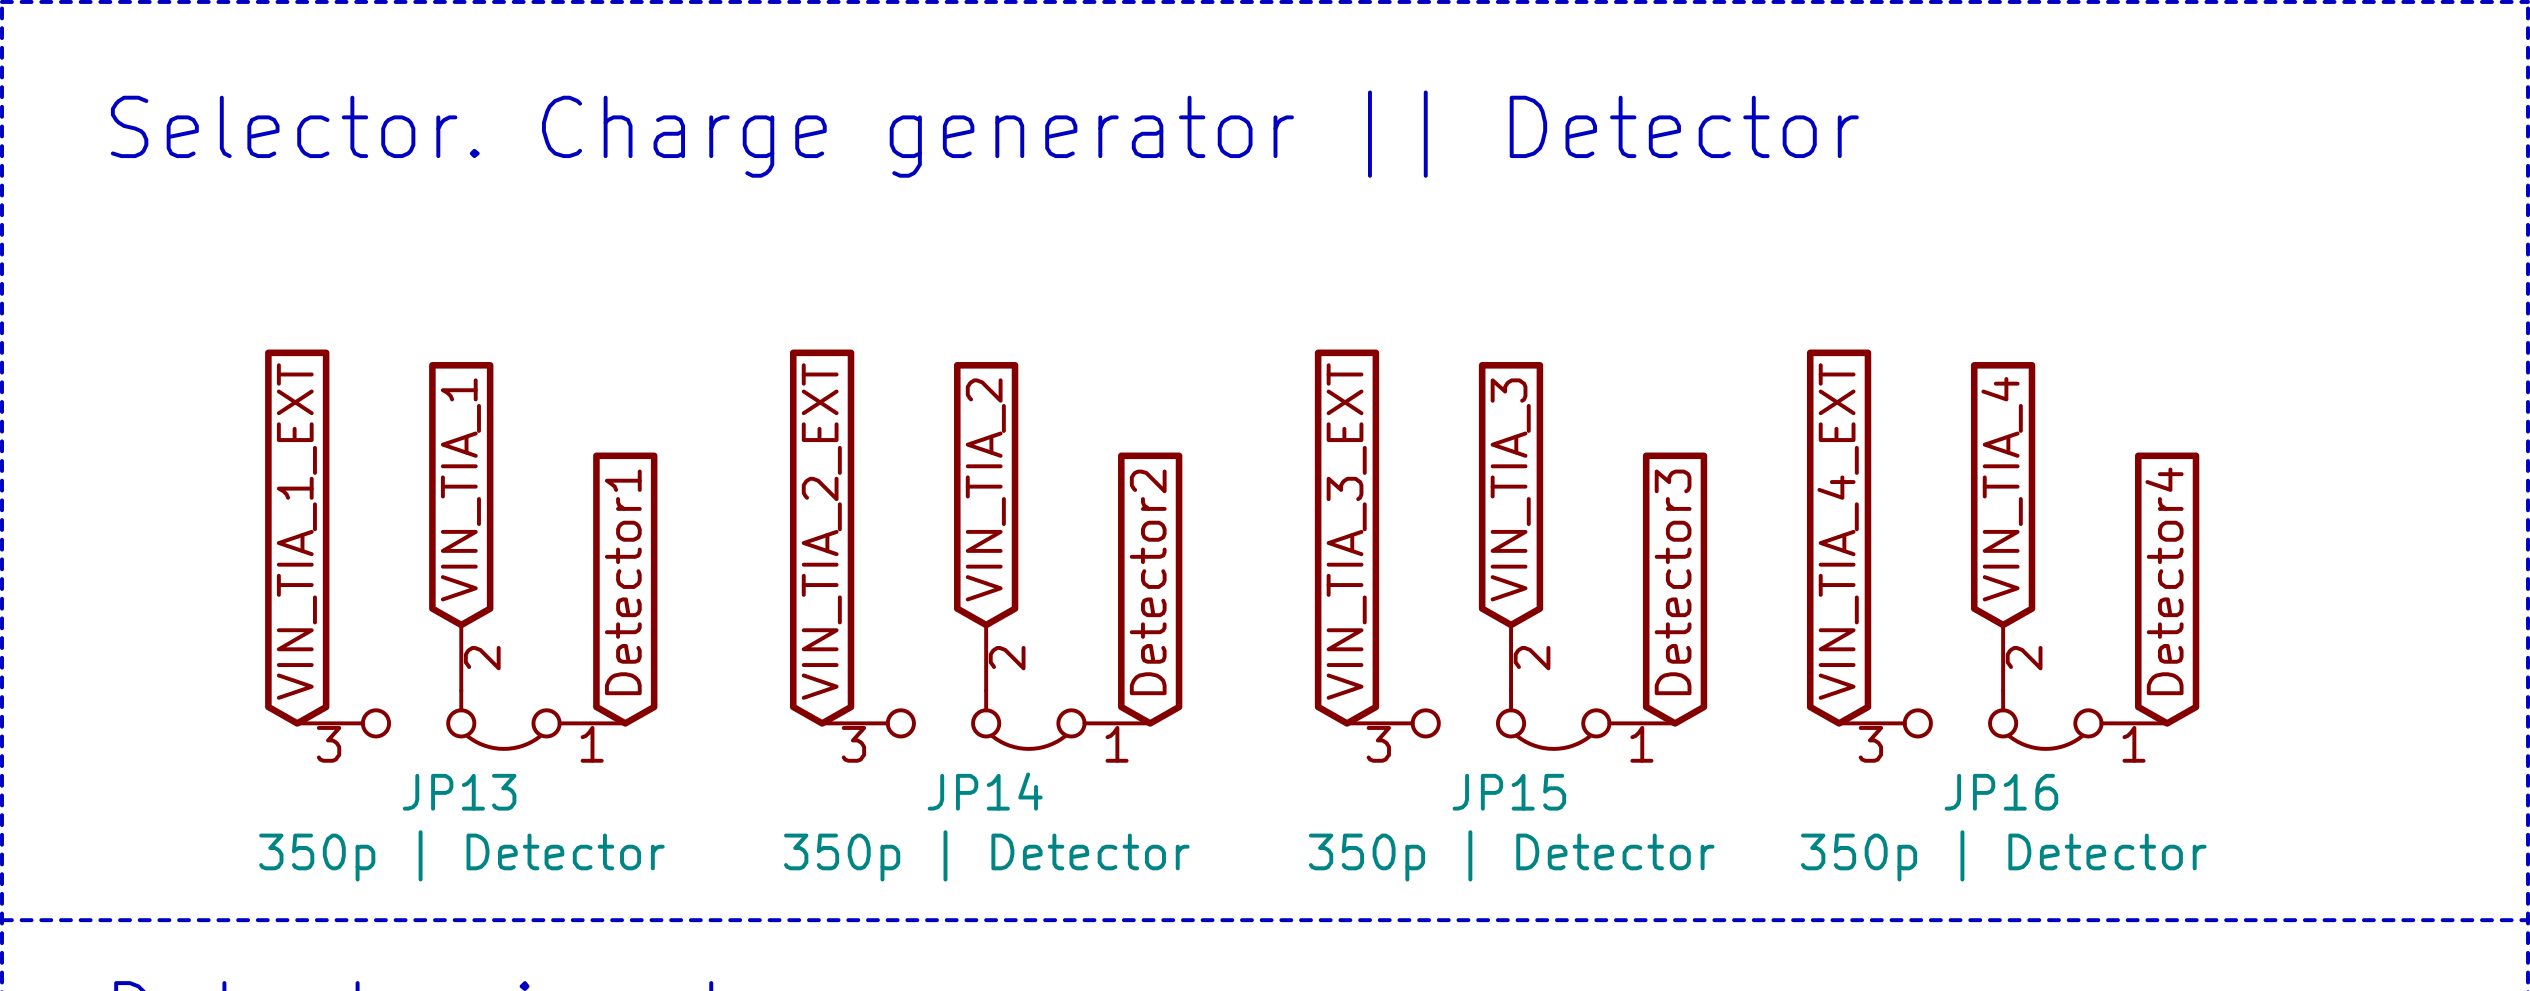 Selector. Charge generator || Detector
VIN_TIA_1_EXT
VIN_TIA_1
Detector1
3
2
1
JP13
350p | Detector
VIN_TIA_2_EXT
VIN_TIA_2
Detector2
3
2
1
JP14
350p | Detector
VIN_TIA_3_EXT
VIN_TIA_3
Detector3
3
2
1
JP15
350p | Detector
VIN_TIA_4_EXT
VIN_TIA_4
Detector4
3
2
1
JP16
350p | Detector